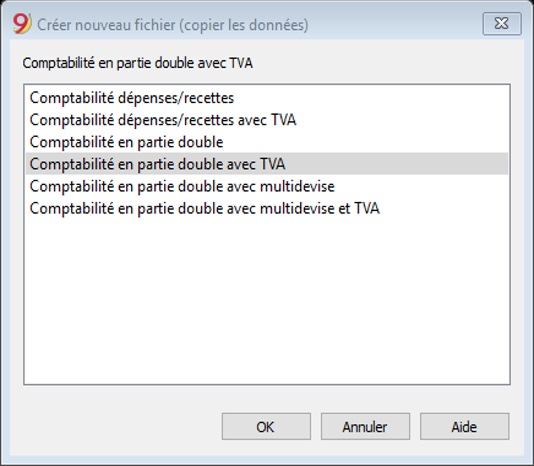 9 Créer nouveau fichier (copier les données)
Comptabilité en partie double avec TVA
Comptabilité dépenses/recettes
Comptabilité dépenses/recettes avec TVA
Comptabilité en partie double
Comptabilité en partie double avec TVA
Comptabilité en partie double avec multidevise
Comptabilité en partie double avec multidevise et TVA
OK Annuler Aide